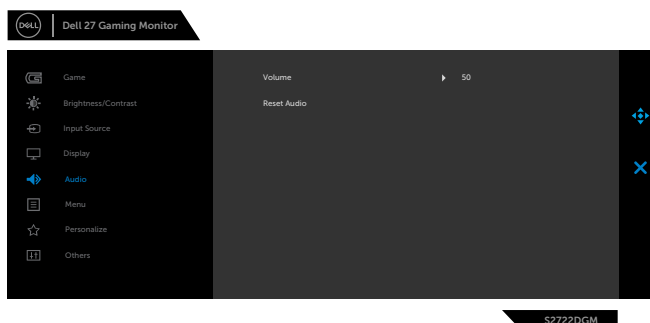 DELL Dell 27 Gaming Monitor
Game Volume 50
Brightness/Contrast Reset Audio
Input Source
Display
Audio
Menu
Personalize
Others
S2722DGM